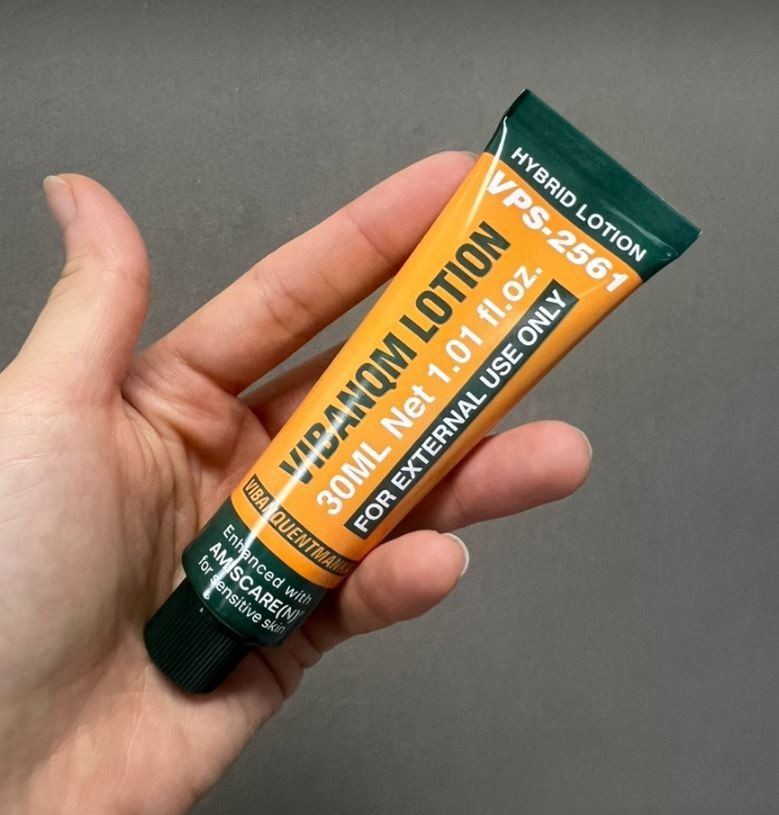 HYBRID LOTION
VPS-2561
VIBANQM LOTION
30ML Net 1.01 fl.oz.
FOR EXTERNAL USE ONLY
Enhanced with
AMISCARE(N)
for sensitive skin